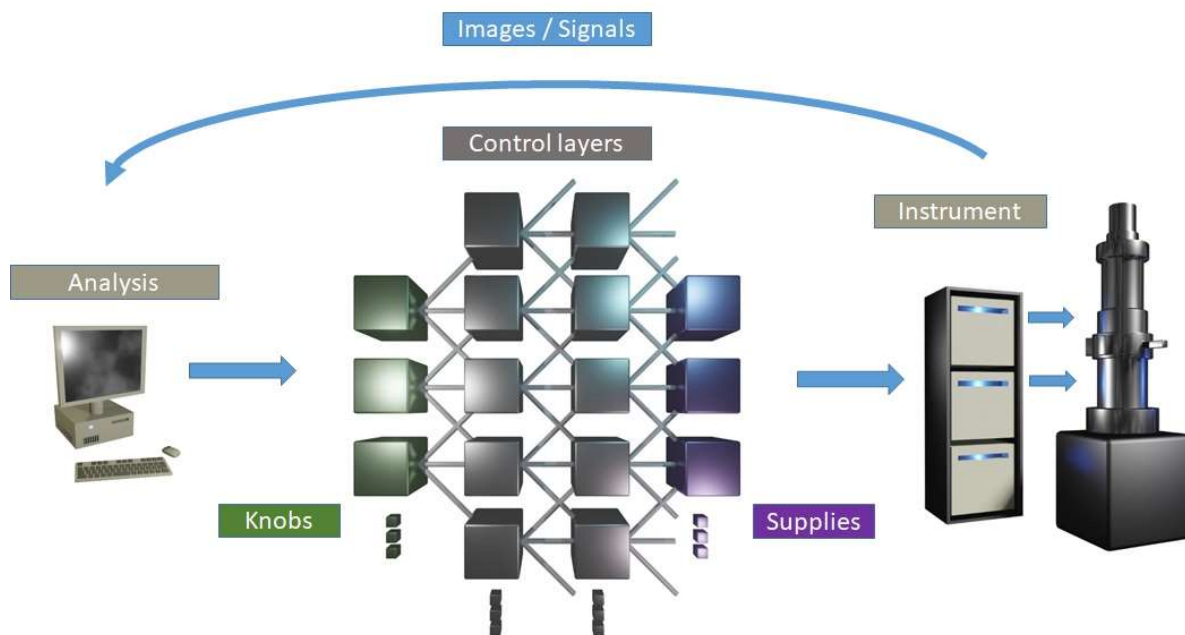 Images / Signals
Control layers
Instrument
Analysis
Knobs
Supplies